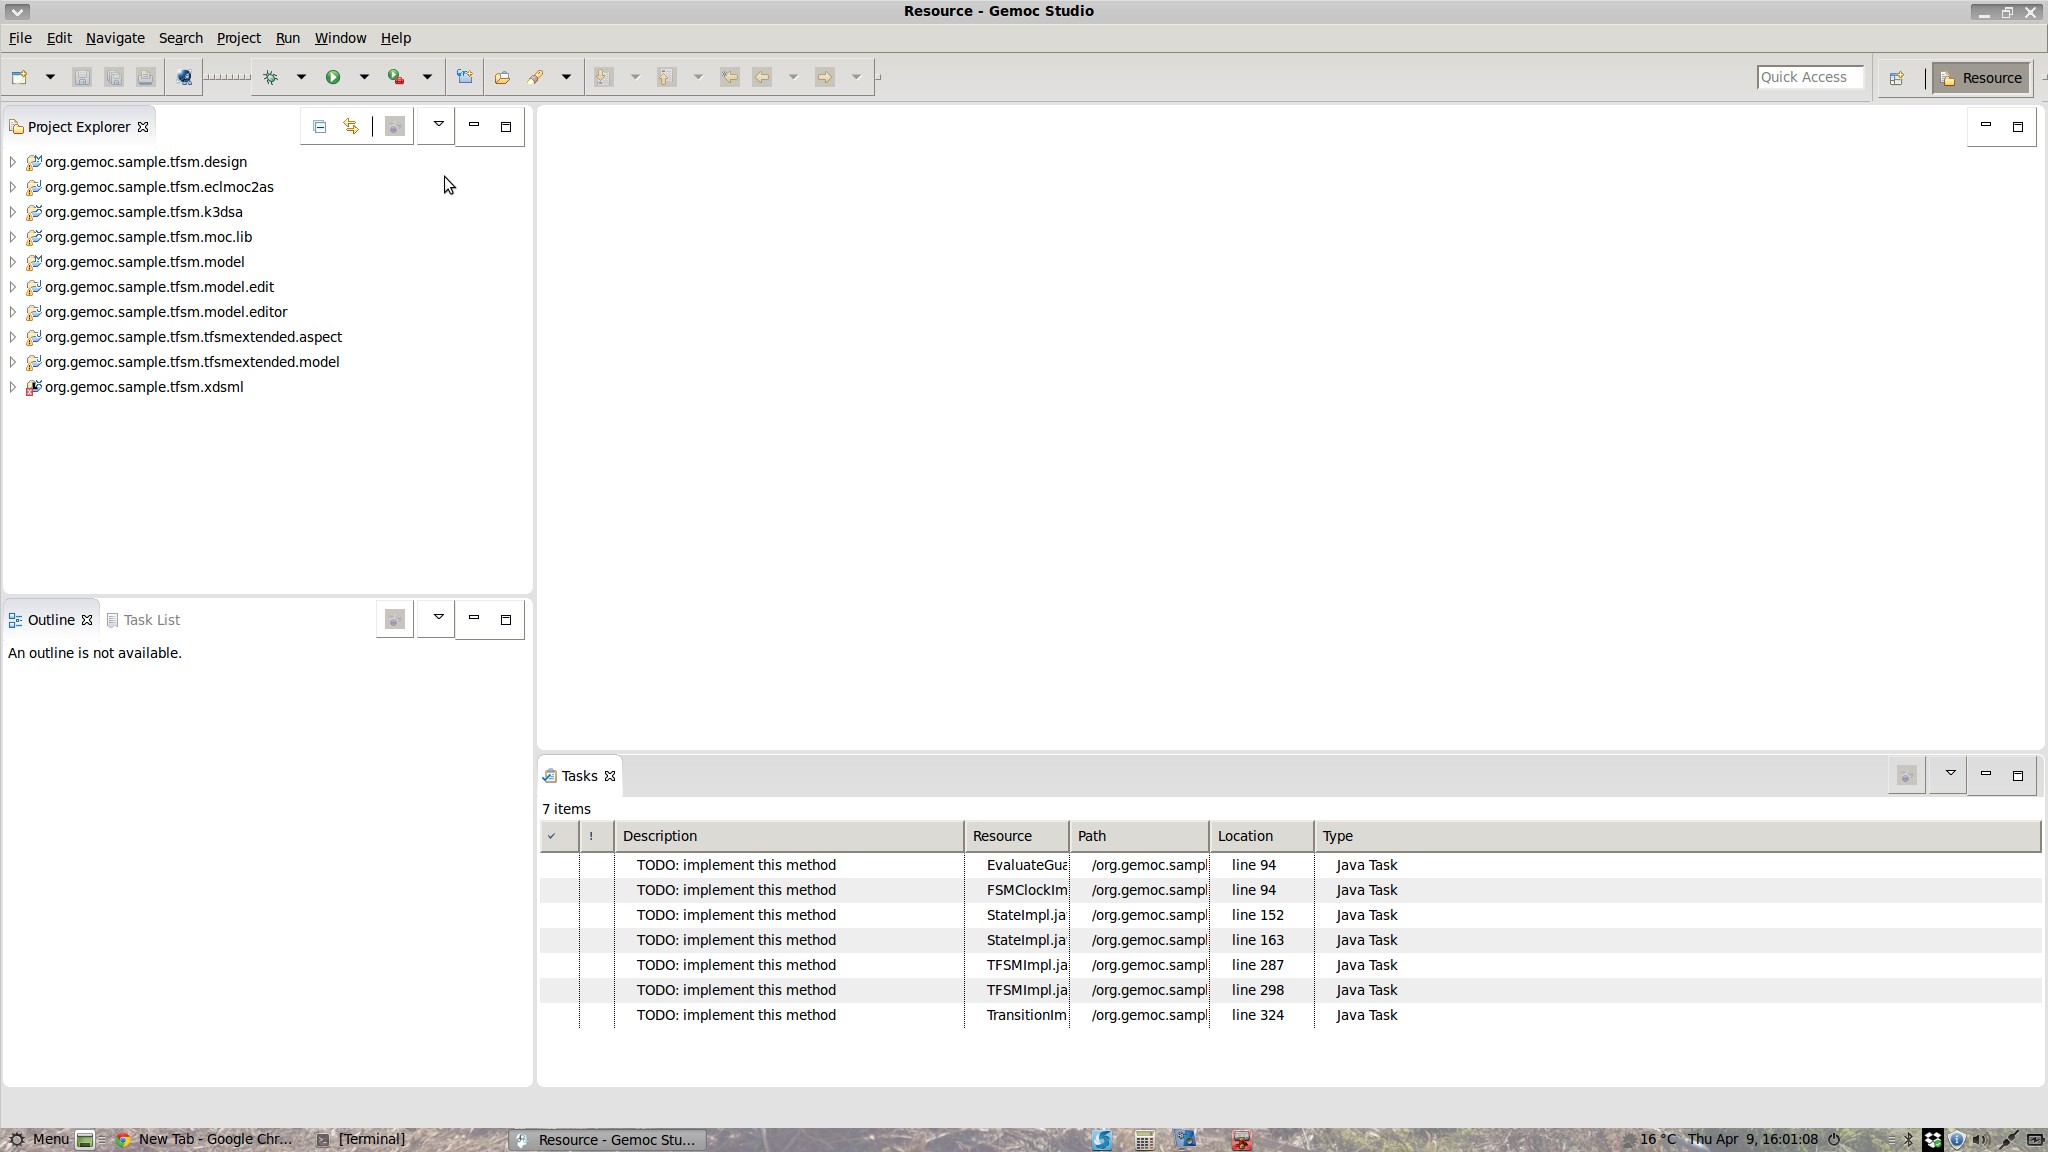 Resource - Gemoc Studio
File Edit Navigate Search Project Run Window Help
Quick Access
Resource
Project Explorer
org.gemoc.sample.tfsm.design
org.gemoc.sample.tfsm.eclmoc2as
org.gemoc.sample.tfsm.k3dsa
org.gemoc.sample.tfsm.moc.lib
org.gemoc.sample.tfsm.model
org.gemoc.sample.tfsm.model.edit
org.gemoc.sample.tfsm.model.editor
org.gemoc.sample.tfsm.tfsmextended.aspect
org.gemoc.sample.tfsm.tfsmextended.model
org.gemoc.sample.tfsm.xdsml
Outline Task List
An outline is not available.
Tasks
7 items
! Description Resource Path Location Type
TODO: implement this method EvaluateGua /org.gemoc.sampl line 94 Java Task
TODO: implement this method FSMClockIm /org.gemoc.sampl line 94 Java Task
TODO: implement this method StateImpl.ja /org.gemoc.sampl line 152 Java Task
TODO: implement this method StateImpl.ja /org.gemoc.sampl line 163 Java Task
TODO: implement this method TFSMImpl.ja /org.gemoc.sampl line 287 Java Task
TODO: implement this method TFSMImpl.ja /org.gemoc.sampl line 298 Java Task
TODO: implement this method TransitionIm /org.gemoc.sampl line 324 Java Task
Menu New Tab - Google Chr... [Terminal] Resource - Gemoc Stu... 16 °C Thu Apr 9, 16:01:08